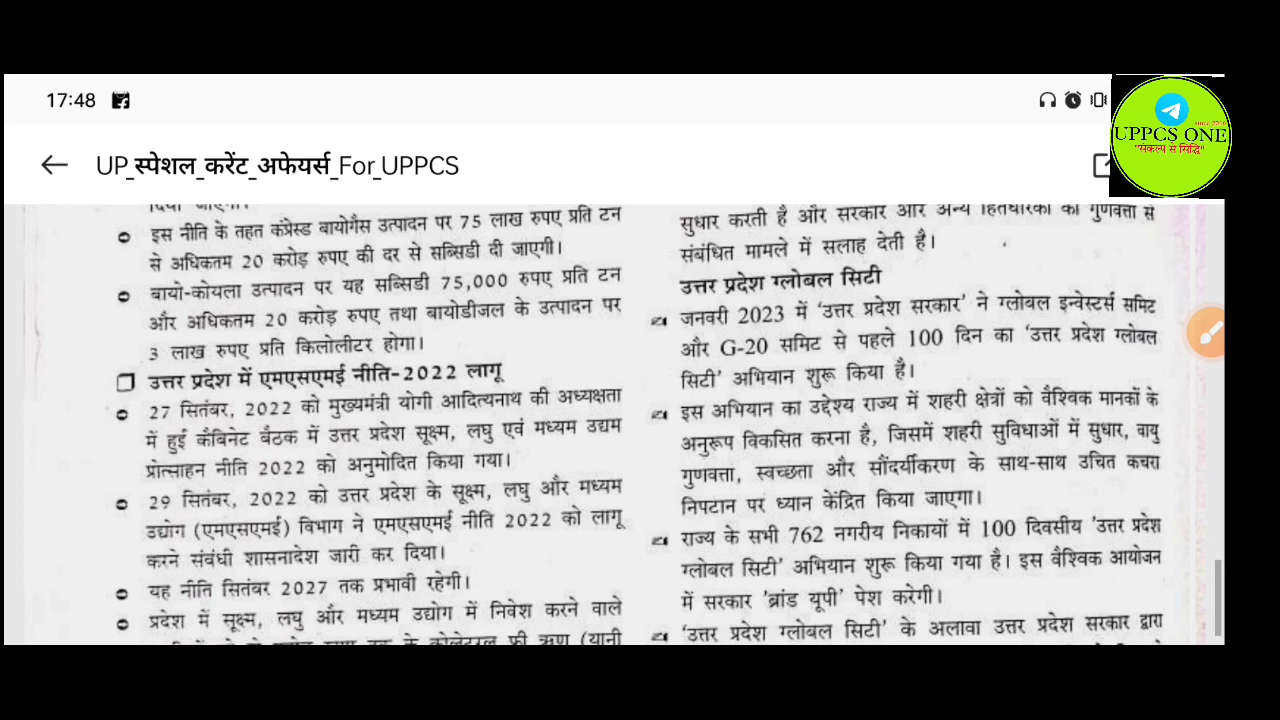 17:48
UP_स्पेशल_करेंट_अफेयर्स_For_UPPCS
since 2016
UPPCS ONE
"संकल्प से सिद्धि"
इस नीति के तहत कंप्रेस्ड बायोगैस उत्पादन पर 75 लाख रुपए प्रति टन
से अधिकतम 20 करोड़ रुपए की दर से सब्सिडी दी जाएगी।
बायो-कोयला उत्पादन पर यह सब्सिडी 75,000 रुपए प्रति टन
और अधिकतम 20 करोड़ रुपए तथा बायोडीजल के उत्पादन पर
3 लाख रुपए प्रति किलोलीटर होगा।
उत्तर प्रदेश में एमएसएमई नीति-2022 लागू
27 सितंबर, 2022 को मुख्यमंत्री योगी आदित्यनाथ की अध्यक्षता
में हुई कैबिनेट बैठक में उत्तर प्रदेश सूक्ष्म, लघु एवं मध्यम उद्यम
प्रोत्साहन नीति 2022 को अनुमोदित किया गया।
29 सितंबर, 2022 को उत्तर प्रदेश के सूक्ष्म, लघु और मध्यम
उद्योग (एमएसएमई) विभाग ने एमएसएमई नीति 2022 को लागू
करने संबंधी शासनादेश जारी कर दिया।
यह नीति सितंबर 2027 तक प्रभावी रहेगी।
प्रदेश में सूक्ष्म, लघु और मध्यम उद्योग में निवेश करने वाले
सुधार करती है और सरकार और अन्य हितधारकों को गुणवत्ता से
संबंधित मामले में सलाह देती है।
उत्तर प्रदेश ग्लोबल सिटी
जनवरी 2023 में 'उत्तर प्रदेश सरकार' ने ग्लोबल इन्वेस्टर्स समिट
और G-20 समिट से पहले 100 दिन का 'उत्तर प्रदेश ग्लोबल
सिटी' अभियान शुरू किया है।
इस अभियान का उद्देश्य राज्य में शहरी क्षेत्रों को वैश्विक मानकों के
अनुरूप विकसित करना है, जिसमें शहरी सुविधाओं में सुधार, वायु
गुणवत्ता, स्वच्छता और सौंदर्यीकरण के साथ-साथ उचित कचरा
निपटान पर ध्यान केंद्रित किया जाएगा।
राज्य के सभी 762 नगरीय निकायों में 100 दिवसीय 'उत्तर प्रदेश
ग्लोबल सिटी' अभियान शुरू किया गया है। इस वैश्विक आयोजन
में सरकार 'ब्रांड यूपी' पेश करेगी।
'उत्तर प्रदेश ग्लोबल सिटी' के अलावा उत्तर प्रदेश सरकार द्वारा